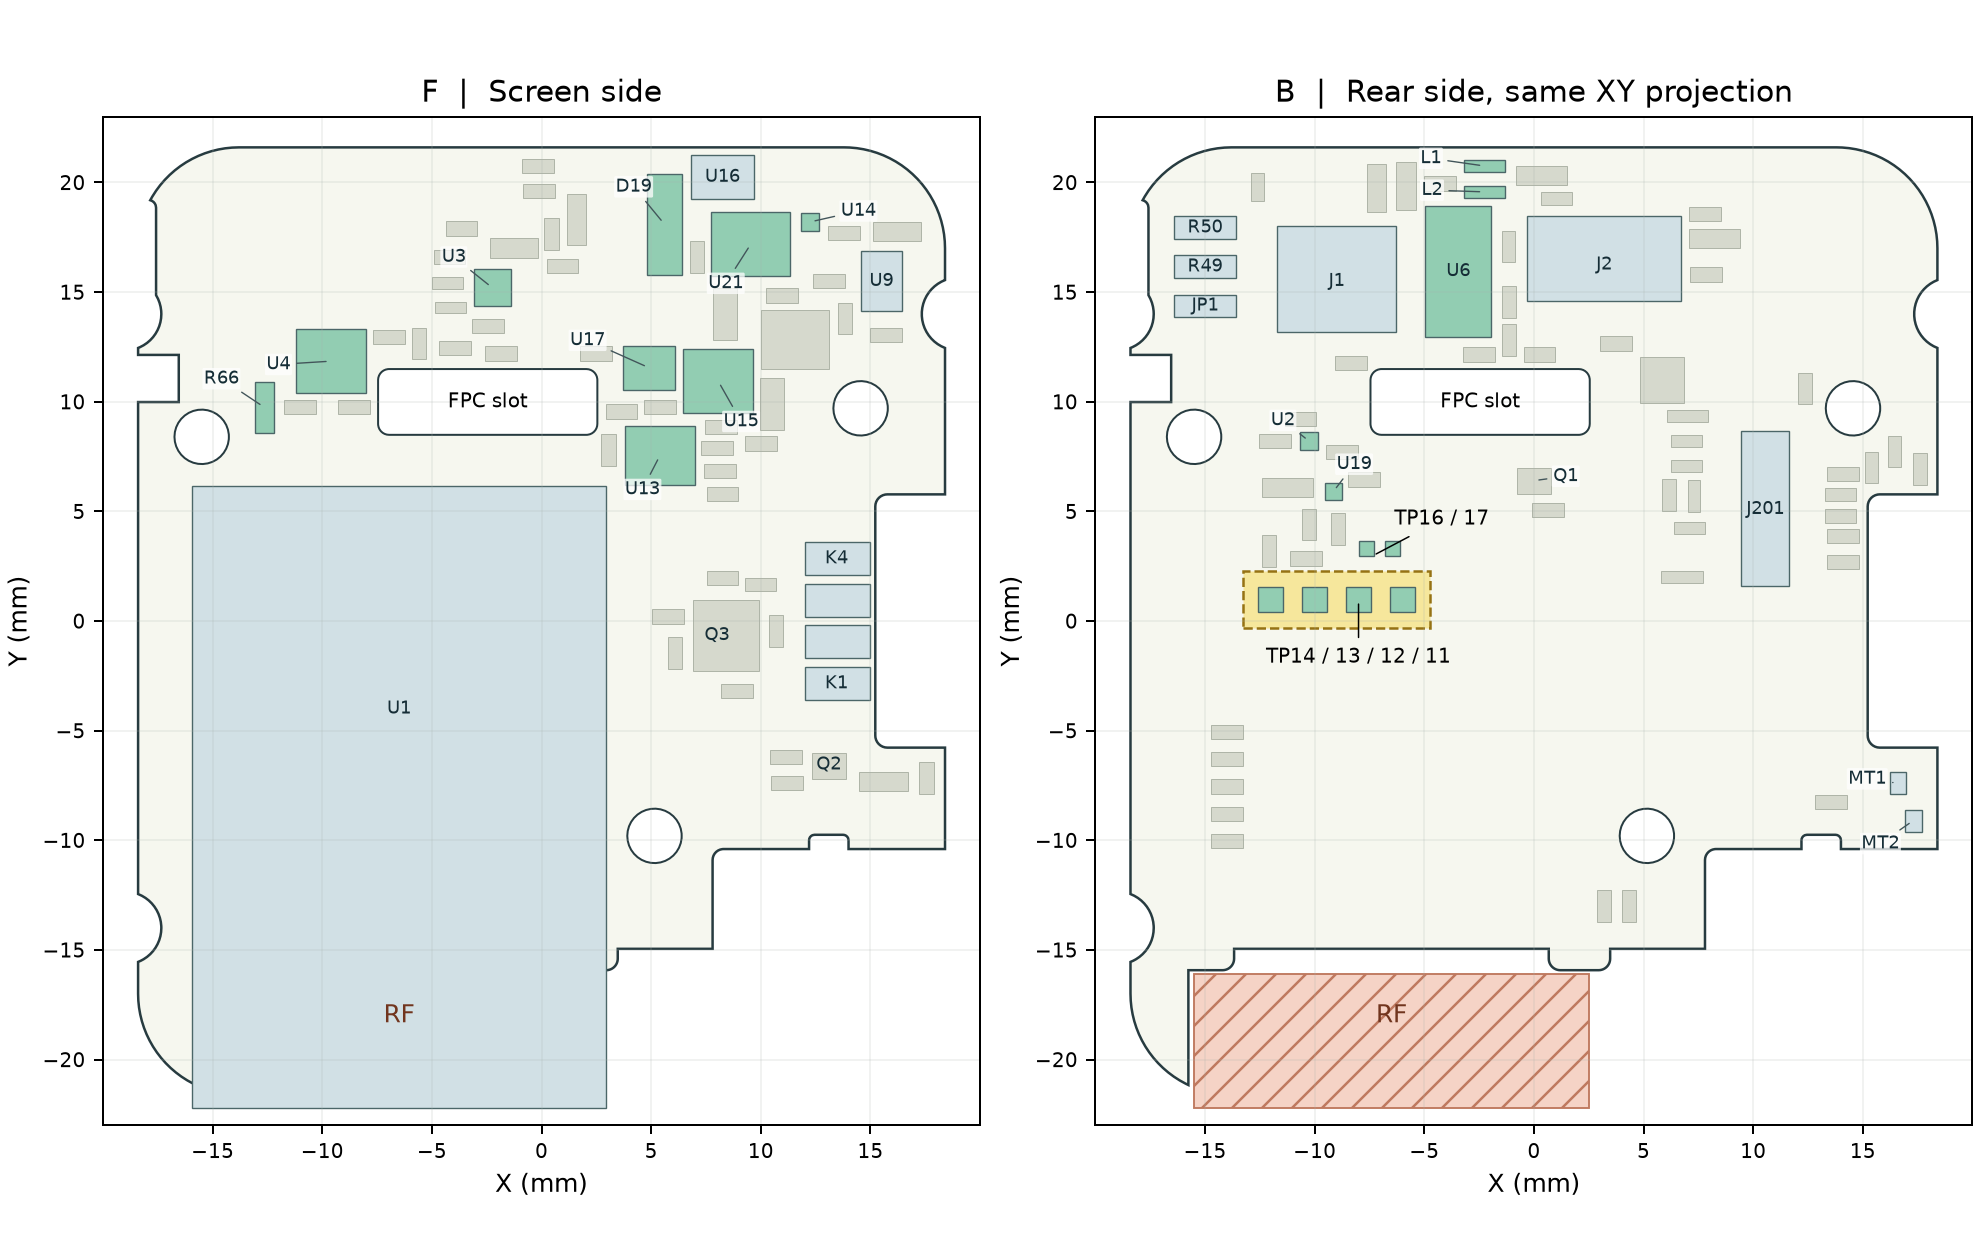 F | Screen side
20
15
10
5
0
−5
−10
−15
−20
Y (mm)
−15
−10
−5
0
5
10
15
X (mm)
D19
U16
U14
U3
U21
U9
U17
U4
R66
FPC slot
U15
U13
K4
Q3
K1
U1
Q2
RF
B | Rear side, same XY projection
20
15
10
5
0
−5
−10
−15
−20
Y (mm)
−15
−10
−5
0
5
10
15
X (mm)
L1
L2
R50
R49
JP1
J1
U6
J2
FPC slot
U2
U19
Q1
J201
TP16 / 17
TP14 / 13 / 12 / 11
MT1
MT2
RF